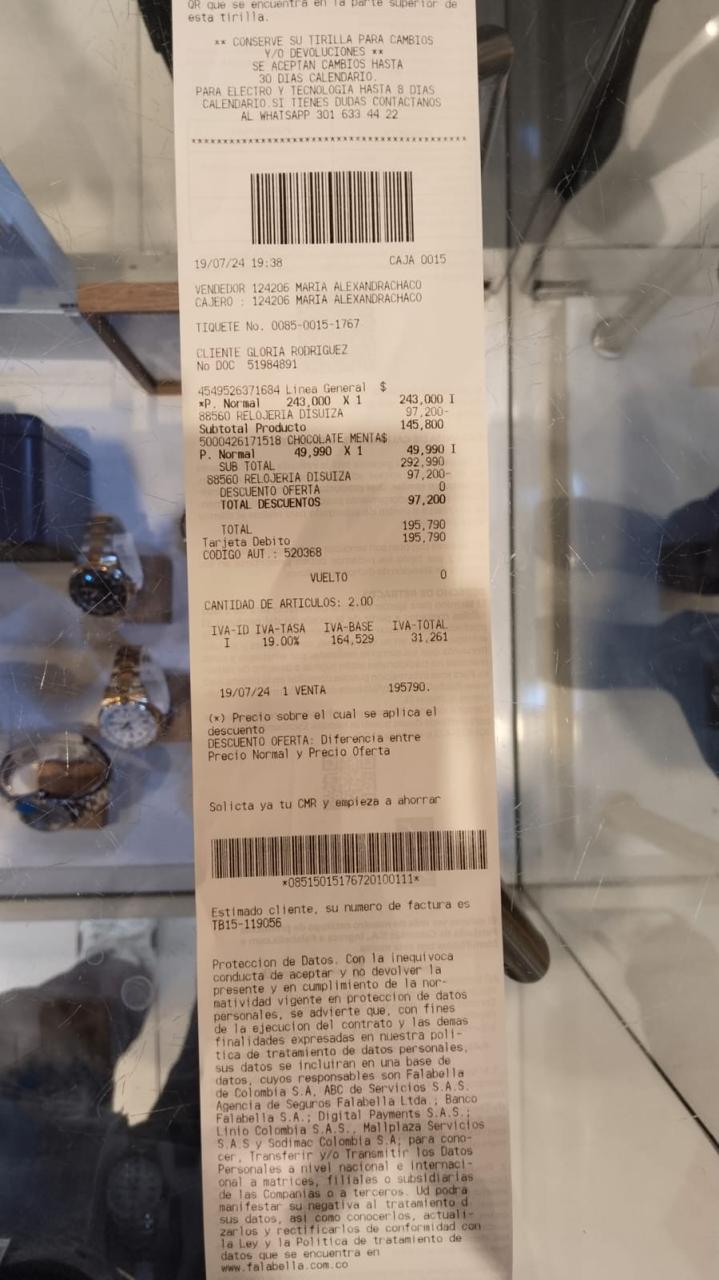 QR que se encuentra en la parte superior de
esta tirilla.
** CONSERVE SU TIRILLA PARA CAMBIOS
Y/O DEVOLUCIONES **
SE ACEPTAN CAMBIOS HASTA
30 DIAS CALENDARIO.
PARA ELECTRO Y TECNOLOGIA HASTA 8 DIAS
CALENDARIO.SI TIENES DUDAS CONTACTANOS
AL WHATSAPP 301 633 44 22
19/07/24 19:38 CAJA 0015
VENDEDOR 124206 MARIA ALEXANDRACHACO
CAJERO : 124206 MARIA ALEXANDRACHACO
TIQUETE No. 0085-0015-1767
CLIENTE GLORIA RODRIGUEZ
No DOC 51984891
4549526371684 Linea General $
*P. Normal 243,000 X 1 243,000 I
88560 RELOJERIA DISUIZA 97,200-
Subtotal Producto 145,800
5000426171518 CHOCOLATE MENTA$
P. Normal 49,990 X 1 49,990 I
SUB TOTAL 292,990
88560 RELOJERIA DISUIZA 97,200-
DESCUENTO OFERTA 0
TOTAL DESCUENTOS 97,200
TOTAL 195,790
Tarjeta Debito 195,790
CODIGO AUT.: 520368
VUELTO 0
CANTIDAD DE ARTICULOS: 2.00
IVA-ID IVA-TASA IVA-BASE IVA-TOTAL
I 19.00% 164,529 31,261
19/07/24 1 VENTA 195790.
(*) Precio sobre el cual se aplica el
descuento
DESCUENTO OFERTA: Diferencia entre
Precio Normal y Precio Oferta
Solicta ya tu CMR y empieza a ahorrar
*08515015176720100111*
Estimado cliente, su numero de factura es
TB15-119056
Proteccion de Datos. Con la inequivoca
conducta de aceptar y no devolver la
presente y en cumplimiento de la nor-
matividad vigente en proteccion de datos
personales, se advierte que, con fines
de la ejecucion del contrato y las demas
finalidades expresadas en nuestra poli-
tica de tratamiento de datos personales,
sus datos se incluiran en una base de
datos, cuyos responsables son Falabella
de Colombia S.A, ABC de Servicios S.A.S.
Agencia de Seguros Falabella Ltda.; Banco
Falabella S.A.; Digital Payments S.A.S.;
Linio Colombia S.A.S., Mallplaza Servicios
S.A.S y Sodimac Colombia S.A; para cono-
cer, Transferir y/o Transmitir los Datos
Personales a nivel nacional e internaci-
onal a matrices, filiales o subsidiarias
de las Companias o a terceros. Ud podra
manifestar su negativa al tratamiento d
sus datos, asi como conocerlos, actuali-
zarlos y rectificarlos de conformidad con
la Ley y la Politica de tratamiento de
datos que se encuentra en
www.falabella.com.co